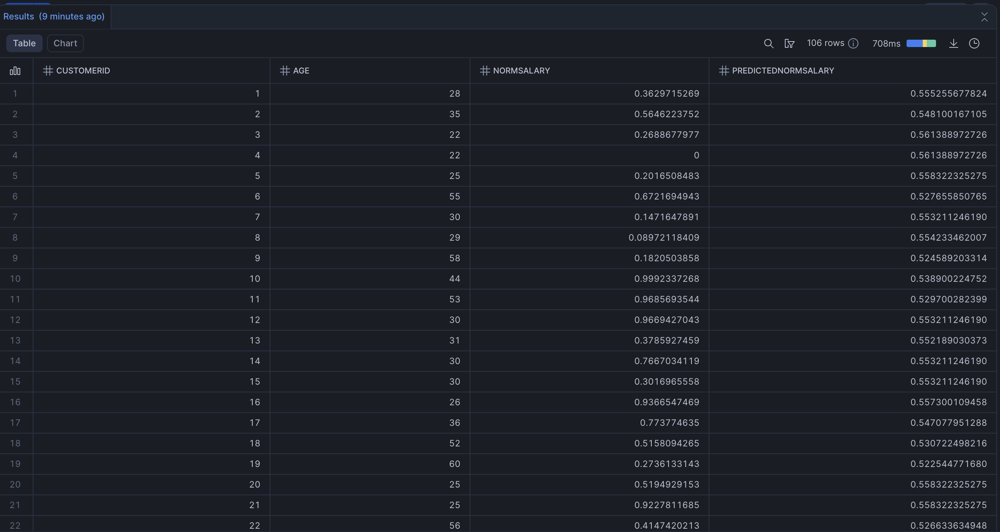 Results (9 minutes ago)
Table Chart 106 rows 708ms
CUSTOMERID AGE NORMSALARY PREDICTEDNORMSALARY
1 1 28 0.3629715269 0.555255677824
2 2 35 0.5646223752 0.548100167105
3 3 22 0.2688677977 0.561388972726
4 4 22 0 0.561388972726
5 5 25 0.2016508483 0.558322325275
6 6 55 0.6721694943 0.527655850765
7 7 30 0.1471647891 0.553211246190
8 8 29 0.08972118409 0.554233462007
9 9 58 0.1820503858 0.524589203314
10 10 44 0.9992337268 0.538900224752
11 11 53 0.9685693544 0.529700282399
12 12 30 0.9669427043 0.553211246190
13 13 31 0.3785927459 0.552189030373
14 14 30 0.7667034119 0.553211246190
15 15 30 0.3016965558 0.553211246190
16 16 26 0.9366547469 0.557300109458
17 17 36 0.773774635 0.547077951288
18 18 52 0.5158094265 0.530722498216
19 19 60 0.2736133143 0.522544771680
20 20 25 0.5194929153 0.558322325275
21 21 25 0.9227811685 0.558322325275
22 22 56 0.4147420213 0.526633634948